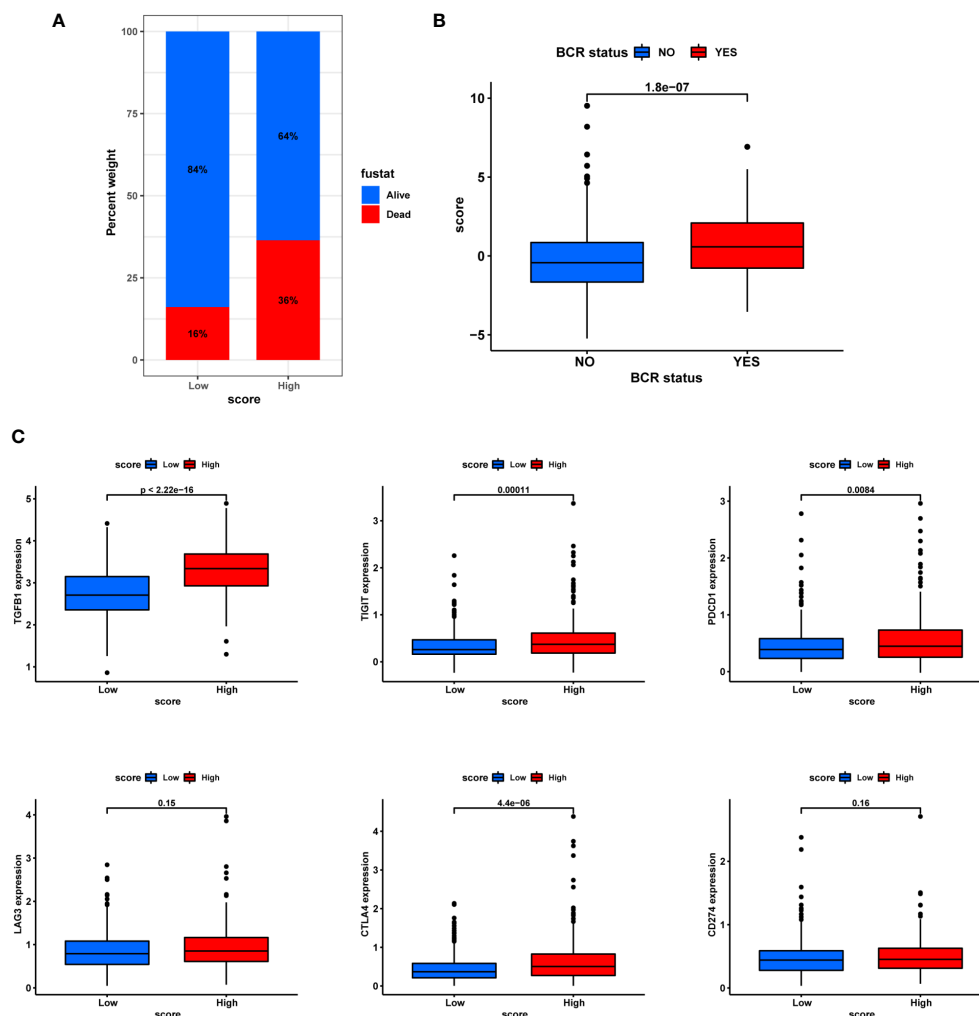 A
100
75
50
25
0
Percent weight
84%
16%
64%
36%
Low
High
score
fustat
Alive
Dead
B
BCR status
NO
YES
1.8e-07
10
5
0
−5
score
NO
YES
BCR status
C
score
Low
High
p < 2.22e−16
5
4
3
2
1
TGFB1 expression
Low
High
score
score
Low
High
0.00011
3
2
1
0
TIGIT expression
Low
High
score
score
Low
High
0.0084
3
2
1
0
PDCD1 expression
Low
High
score
score
Low
High
0.15
4
3
2
1
0
LAG3 expression
Low
High
score
score
Low
High
4.4e−06
4
3
2
1
0
CTLA4 expression
Low
High
score
score
Low
High
0.16
2
1
0
CD274 expression
Low
High
score